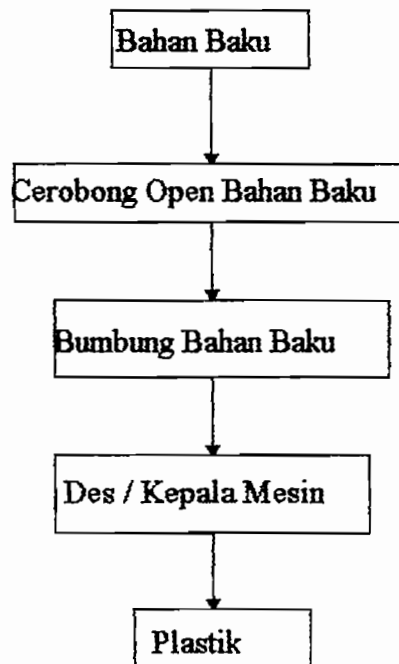 Bahan Baku
Cerobong Open Bahan Baku
Bumbung Bahan Baku
Des / Kepala Mesin
Plastik